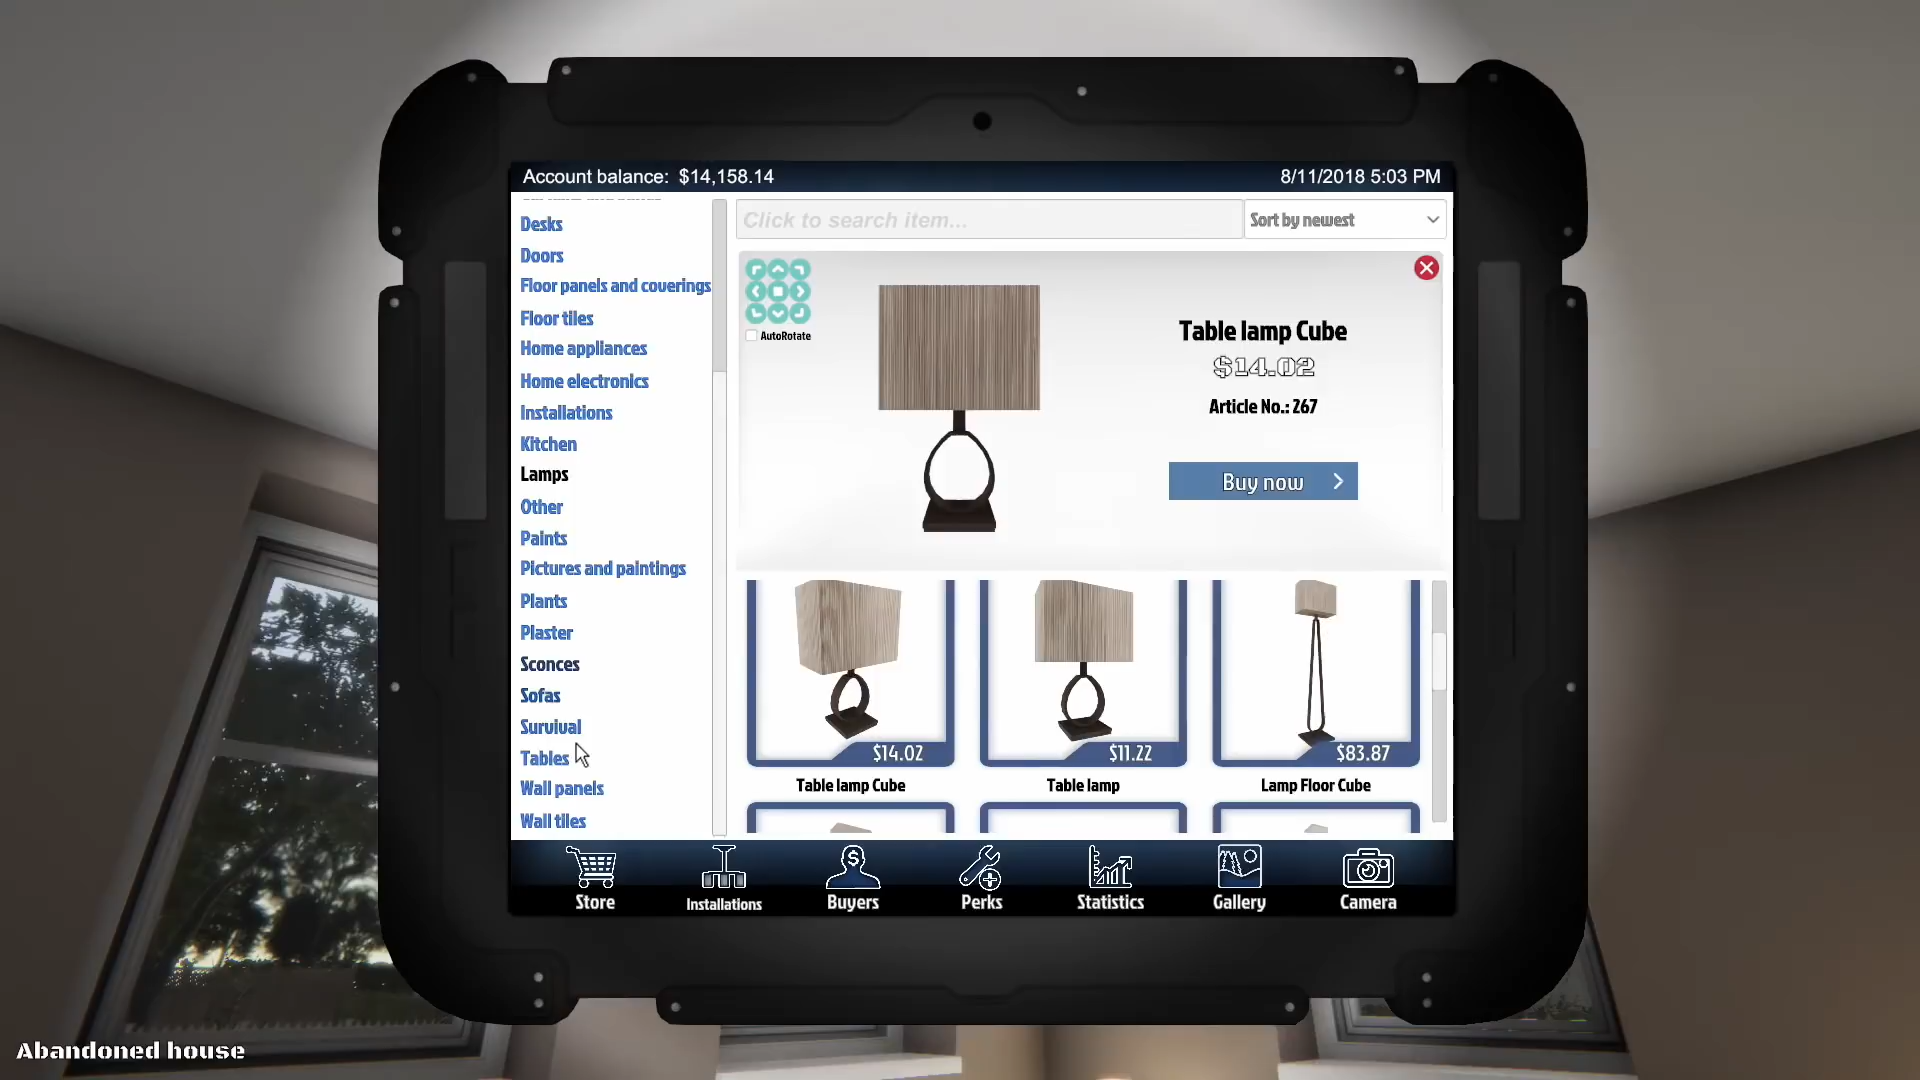 Account balance: $14,158.14
8/11/2018 5:03 PM
Desks
Doors
Floor panels and coverings
Floor tiles
Home appliances
Home electronics
Installations
Kitchen
Lamps
Other
Paints
Pictures and paintings
Plants
Plaster
Sconces
Sofas
Survival
Tables
Wall panels
Wall tiles
Click to search item...
Sort by newest
AutoRotate
Table lamp Cube
$14.02
Article No.: 267
Buy now
$14.02
$11.22
$83.87
Table lamp Cube
Table lamp
Lamp Floor Cube
Store
Installations
Buyers
Perks
Statistics
Gallery
Camera
Abandoned house